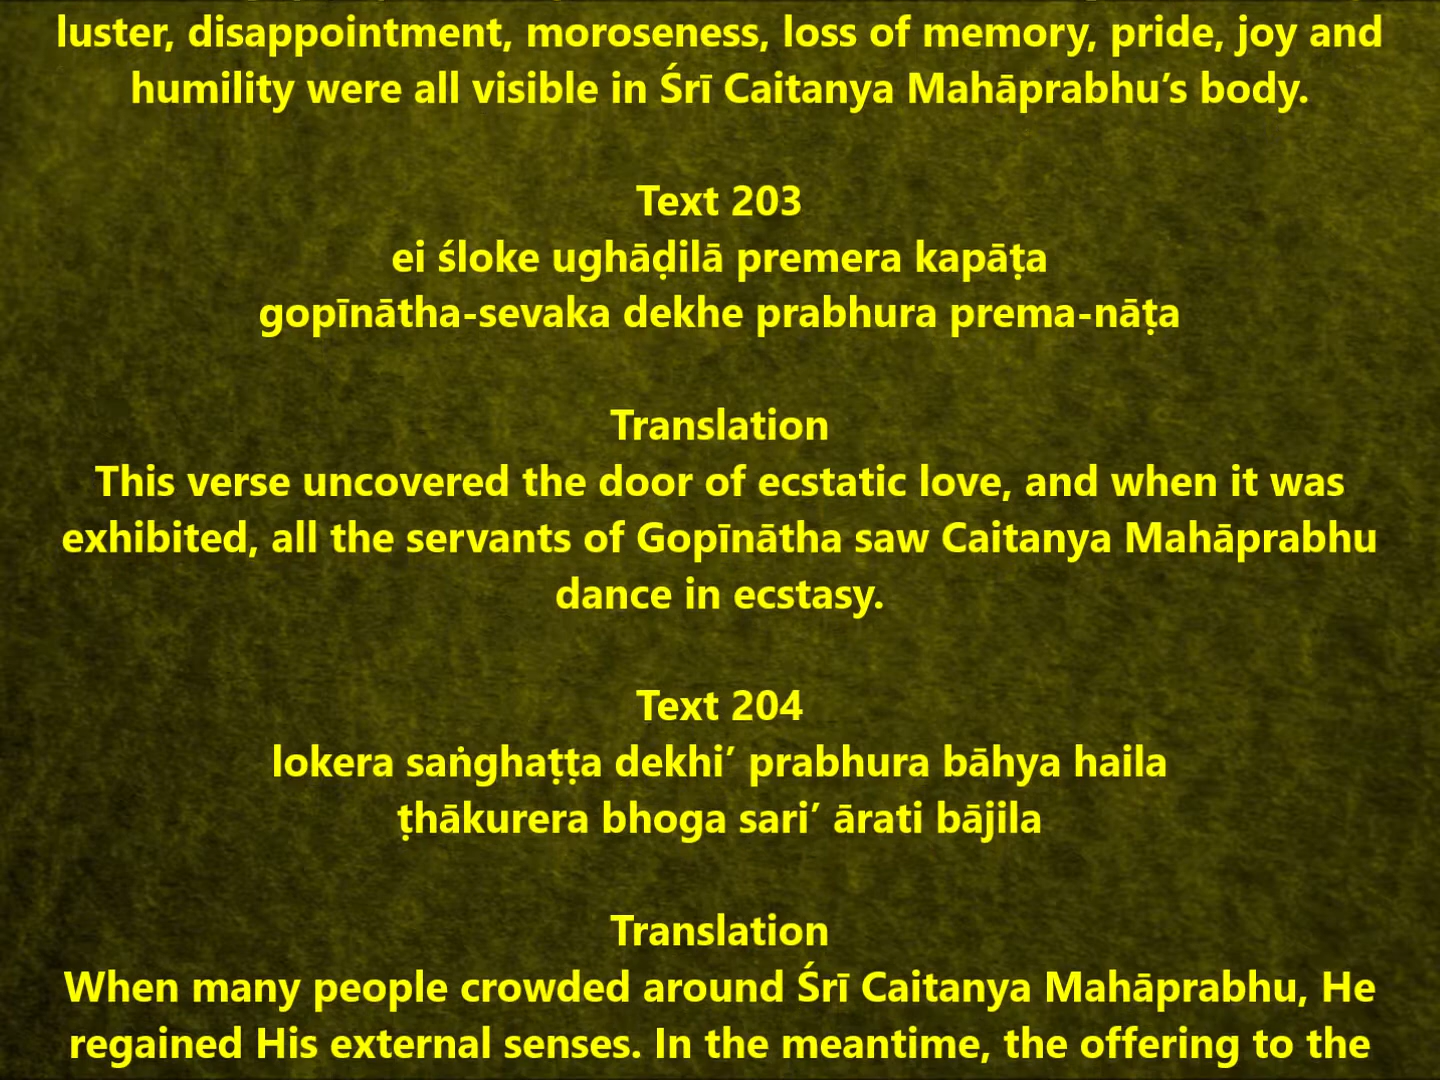 luster, disappointment, moroseness, loss of memory, pride, joy and
humility were all visible in Śrī Caitanya Mahāprabhu’s body.
Text 203
ei śloke ughāḍilā premera kapāṭa
gopīnātha-sevaka dekhe prabhura prema-nāṭa
Translation
This verse uncovered the door of ecstatic love, and when it was
exhibited, all the servants of Gopīnātha saw Caitanya Mahāprabhu
dance in ecstasy.
Text 204
lokera saṅghaṭṭa dekhi’ prabhura bāhya haila
ṭhākurera bhoga sari’ ārati bājila
Translation
When many people crowded around Śrī Caitanya Mahāprabhu, He
regained His external senses. In the meantime, the offering to the